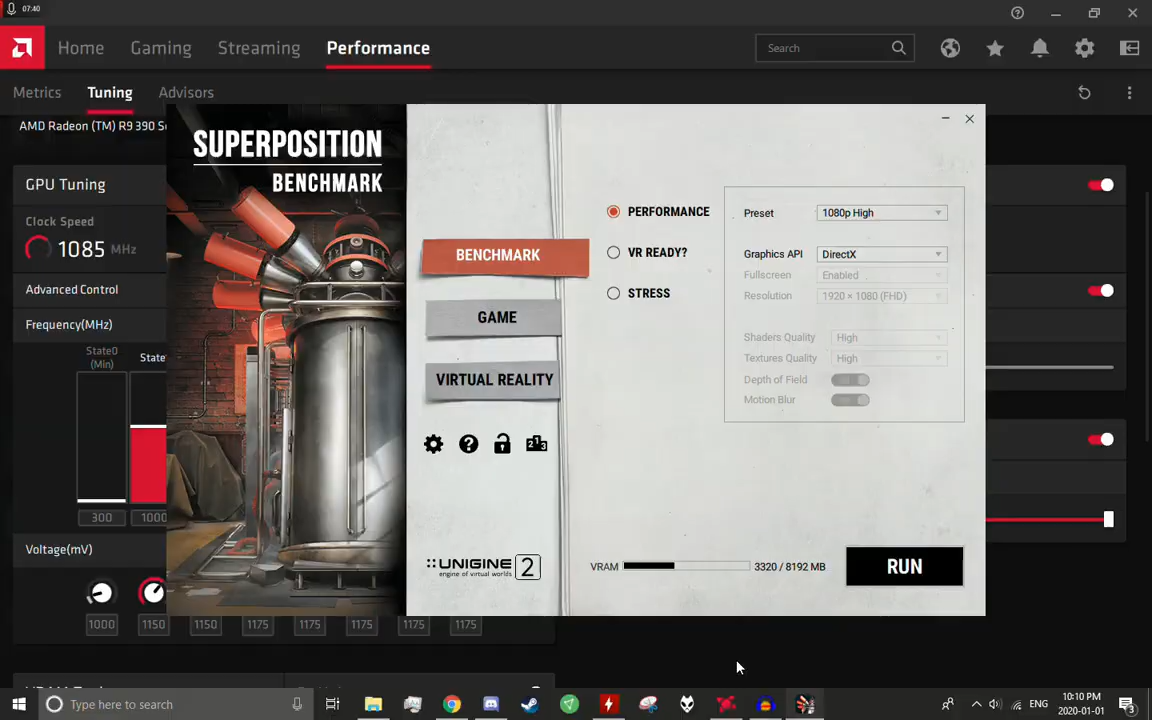 07:40
Home Gaming Streaming Performance
Search
Metrics Tuning Advisors
AMD Radeon (TM) R9 390 Se
GPU Tuning
Clock Speed
1085 MHz
Advanced Control
Frequency(MHz)
State0
(Min)
State
300 1000
Voltage(mV)
1000 1150 1150 1175 1175 1175 1175 1175
SUPERPOSITION
BENCHMARK
BENCHMARK
GAME
VIRTUAL REALITY
UNIGINE 2
engine of virtual worlds
PERFORMANCE
VR READY?
STRESS
Preset 1080p High
Graphics API DirectX
Fullscreen Enabled
Resolution 1920 × 1080 (FHD)
Shaders Quality High
Textures Quality High
Depth of Field
Motion Blur
VRAM 3320 / 8192 MB
RUN
Type here to search
ENG
10:10 PM
2020-01-01
3